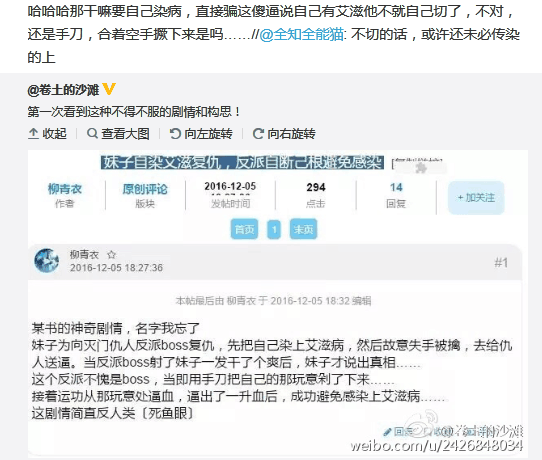 哈哈哈那干嘛要自己染病，直接骗这傻逼说自己有艾滋他不就自己切了，不对，
还是手刀，合着空手撅下来是吗……//@全知全能猫: 不切的话，或许还未必传染
的上
@卷土的沙滩
第一次看到这种不得不服的剧情和构思！
收起 查看大图 向左旋转 向右旋转
妹子自染艾滋复仇，反派自断己根避免感染
柳青衣 原创评论 2016-12-05 294 14 +加关注
作者 版块 发帖时间 点击 回复
首页 1 末页
柳青衣 ☆
2016-12-05 18:27:36 #1
本帖最后由 柳青衣 于 2016-12-05 18:32 编辑
某书的神奇剧情，名字我忘了
妹子为向灭门仇人反派boss复仇，先把自己染上艾滋病，然后故意失手被擒，去给仇
人送逼。当反派boss射了妹子一发干了个爽后，妹子才说出真相……
这个反派不愧是boss，当即用手刀把自己的那玩意剁了下来……
接着运功从那玩意处逼血，逼出了一升血后，成功避免感染上艾滋病……
这剧情简直反人类〔死鱼眼〕
@卷土的沙滩
weibo.com/u/2426848034